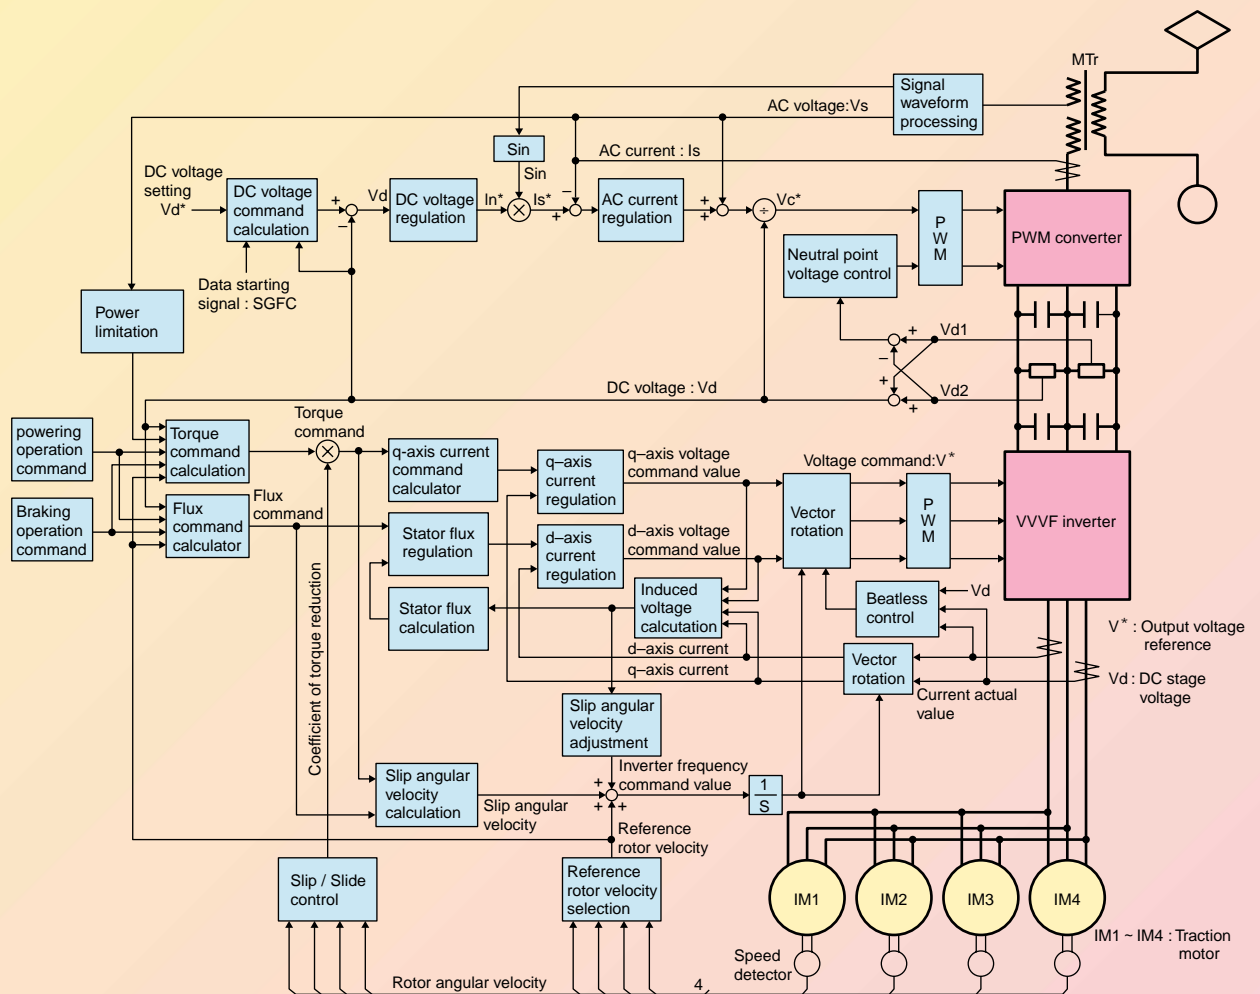 MTr
Signal
waveform
processing
AC voltage:Vs
Sin
AC current : Is
Sin
DC voltage
setting
Vd*
DC voltage
command
calculation
+
−
Vd
DC voltage
regulation
In*
×
Is*
−
+
AC current
regulation
+
+
÷
Vc*
P
W
M
PWM converter
Neutral point
voltage control
Data starting
signal : SGFC
Power
limitation
+
−
Vd1
+
+
Vd2
DC voltage : Vd
powering
operation
command
Braking
operation
command
Torque
command
calculation
Torque
command
×
Flux
command
calculator
Flux
command
q-axis current
command
calculator
q–axis
current
regulation
q–axis voltage
command value
Stator flux
regulation
d–axis
current
regulation
d–axis voltage
command value
Voltage command:V*
Vector
rotation
P
W
M
VVVF inverter
Stator flux
calculation
Induced
voltage
calcutation
Beatless
control
Vd
d–axis current
q–axis current
Vector
rotation
Current actual
value
V* : Output voltage
reference
Vd : DC stage
voltage
Coefficient of torque reduction
Slip angular
velocity
adjustment
Slip angular
velocity
calculation
Slip angular
velocity
+
+
+
Inverter frequency
command value
1
S
Reference
rotor velocity
Slip / Slide
control
Reference
rotor velocity
selection
IM1
IM2
IM3
IM4
IM1 ~ IM4 : Traction
motor
Speed
detector
Rotor angular velocity
4